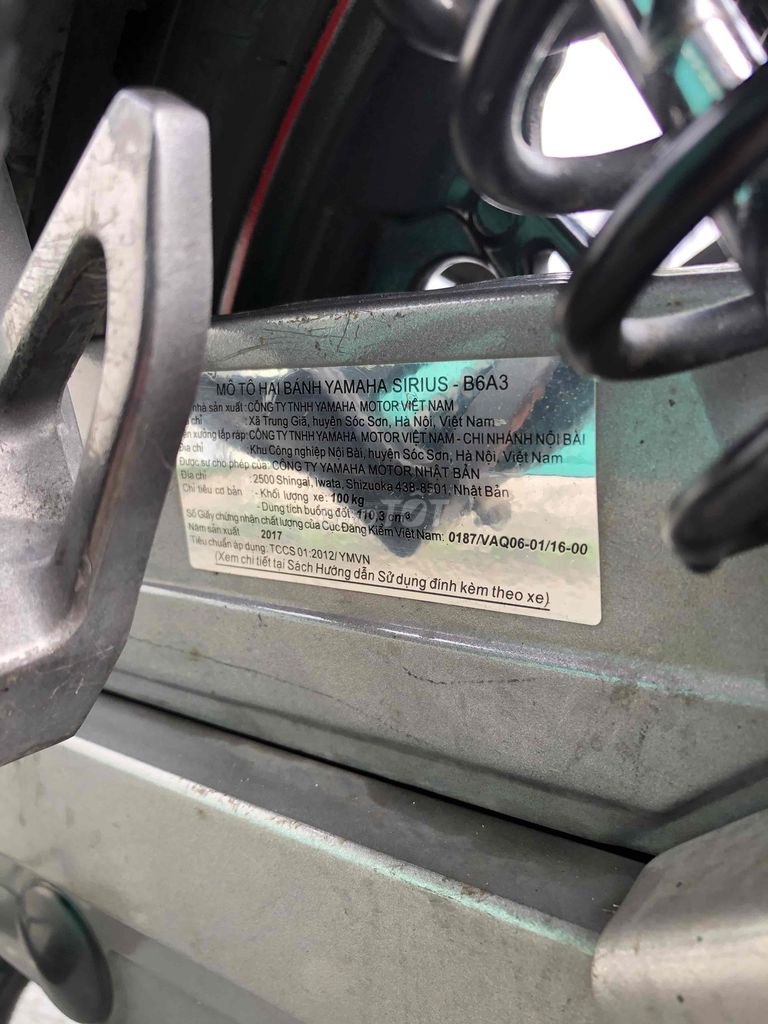 MÔ TÔ HAI BÁNH YAMAHA SIRIUS - B6A3
nhà sản xuất : CÔNG TY TNHH YAMAHA MOTOR VIỆT NAM
chỉ : Xã Trung Giã, huyện Sóc Sơn, Hà Nội, Việt Nam
xưởng lắp ráp: CÔNG TY TNHH YAMAHA MOTOR VIỆT NAM - CHI NHÁNH NỘI BÀI
Địa chỉ : Khu Công nghiệp Nội Bài, huyện Sóc Sơn, Hà Nội, Việt Nam
Được sự cho phép của: CÔNG TY YAMAHA MOTOR NHẬT BẢN
Địa chỉ : 2500 Shingai, Iwata, Shizuoka 438-8501, Nhật Bản
Chỉ tiêu cơ bản : - Khối lượng xe: 100 kg
- Dung tích buồng đốt: 110,3 cm³
Số Giấy chứng nhận chất lượng của Cục Đăng Kiểm Việt Nam: 0187/VAQ06-01/16-00
Năm sản xuất : 2017
Tiêu chuẩn áp dụng: TCCS 01:2012/YMVN
(Xem chi tiết tại Sách Hướng dẫn Sử dụng đính kèm theo xe)